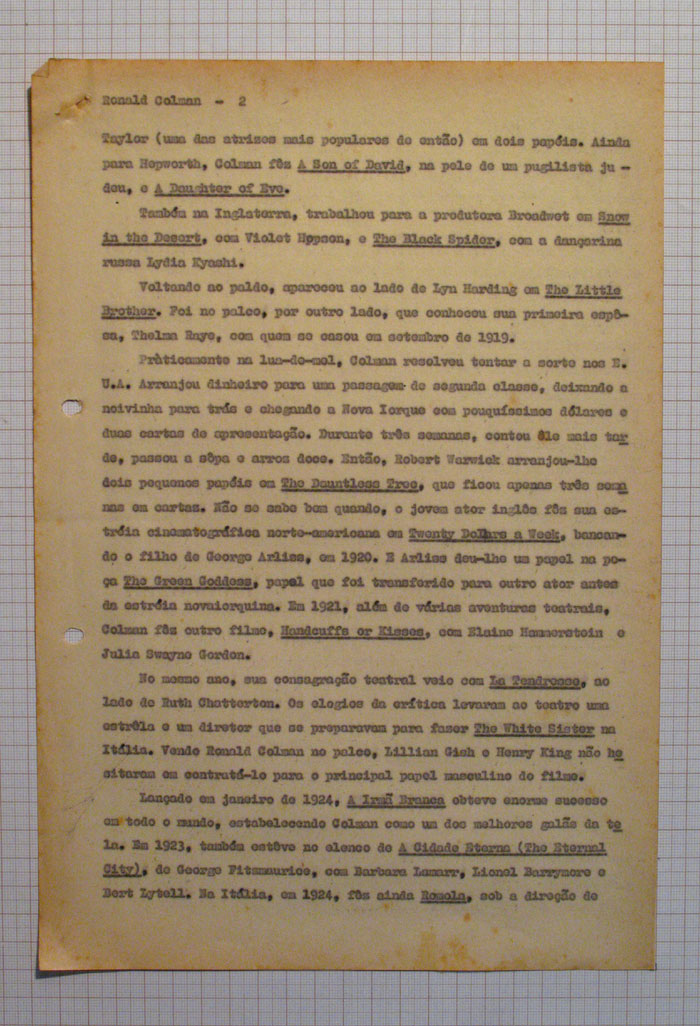 Ronald Colman - 2
Taylor (uma das atrizes mais populares de então) em dois papéis. Ainda
para Hepworth, Colman fêz A Son of David, na pele de um pugilista ju -
deu, e A Daughter of Eve.
Também na Inglaterra, trabalhou para a produtora Broadwet em Snow
in the Desert, com Violet Hopson, e The Black Spider, com a dançarina
russa Lydia Kyashi.
Voltando ao paldo, apareceu ao lado de Lyn Harding em The Little
Brother. Foi no palco, por outro lado, que conheceu sua primeira espô-
sa, Thelma Raye, com quem se casou em setembro de 1919.
Pràticamente na lua-de-mel, Colman resolveu tentar a sorte nos E.
U.A. Arranjou dinheiro para uma passagem de segunda classe, deixando a
noivinha para trás e chegando a Nova Iorque com pouquíssimos dólares e
duas cartas de apresentação. Durante três semanas, contou êle mais tar
de, passou a sôpa e arroz doce. Então, Robert Warwick arranjou-lhe
dois pequenos papéis em The Dauntless Tree, que ficou apenas três sema
nas em cartaz. Não se sabe bem quando, o jovem ator inglês fêz sua es-
tréia cinematográfica norte-americana em Twenty Dollars a Week, bancan-
do o filho de George Arliss, em 1920. E Arliss deu-lhe um papel na pe-
ça The Green Goddess, papel que foi transferido para outro ator antes
da estréia novaiorquina. Em 1921, além de várias aventuras teatrais,
Colman fêz outro filme, Handcuffs or Kisses, com Elaine Hammerstein e
Julia Swayne Gordon.
No mesmo ano, sua consagração teatral veio com La Tendresse, ao
lado de Ruth Chatterton. Os elogios da crítica levaram ao teatro uma
estrêla e um diretor que se preparavam para fazer The White Sister na
Itália. Vendo Ronald Colman no palco, Lillian Gish e Henry King não he
sitaram em contratá-lo para o principal papel masculino do filme.
Lançado em janeiro de 1924, A Irmã Branca obteve enorme sucesso
em todo o mundo, estabelecendo Colman como um dos melhores galãs da te
la. Em 1923, também estêve no elenco de A Cidade Eterna (The Eternal
City), de George Fitzmaurice, com Barbara Lamarr, Lionel Barrymore e
Bert Lytell. Na Itália, em 1924, fêz ainda Romola, sob a direção de